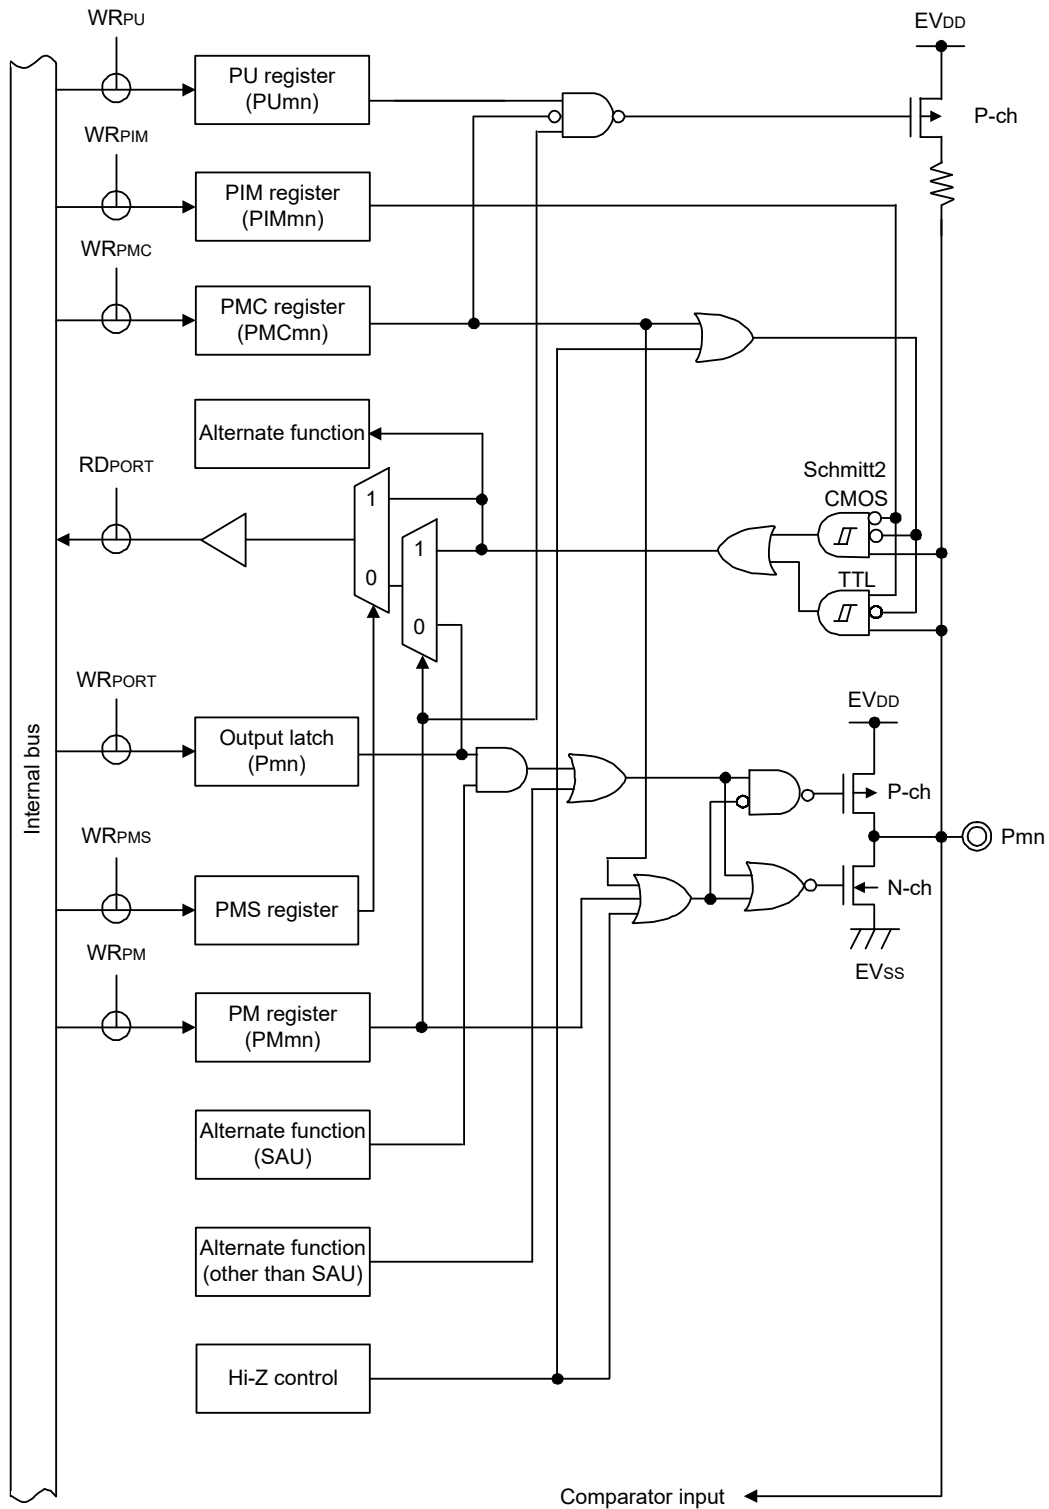 WRPU
EVDD
PU register
(PUmn)
P-ch
WRPIM
PIM register
(PIMmn)
WRPMC
PMC register
(PMCmn)
Alternate function
RDPORT
1
0
1
0
Schmitt2
CMOS
TTL
WRPORT
EVDD
Output latch
(Pmn)
P-ch
Internal bus
Pmn
WRPMS
PMS register
N-ch
WRPM
EVSS
PM register
(PMmn)
Alternate function
(SAU)
Alternate function
(other than SAU)
Hi-Z control
Comparator input